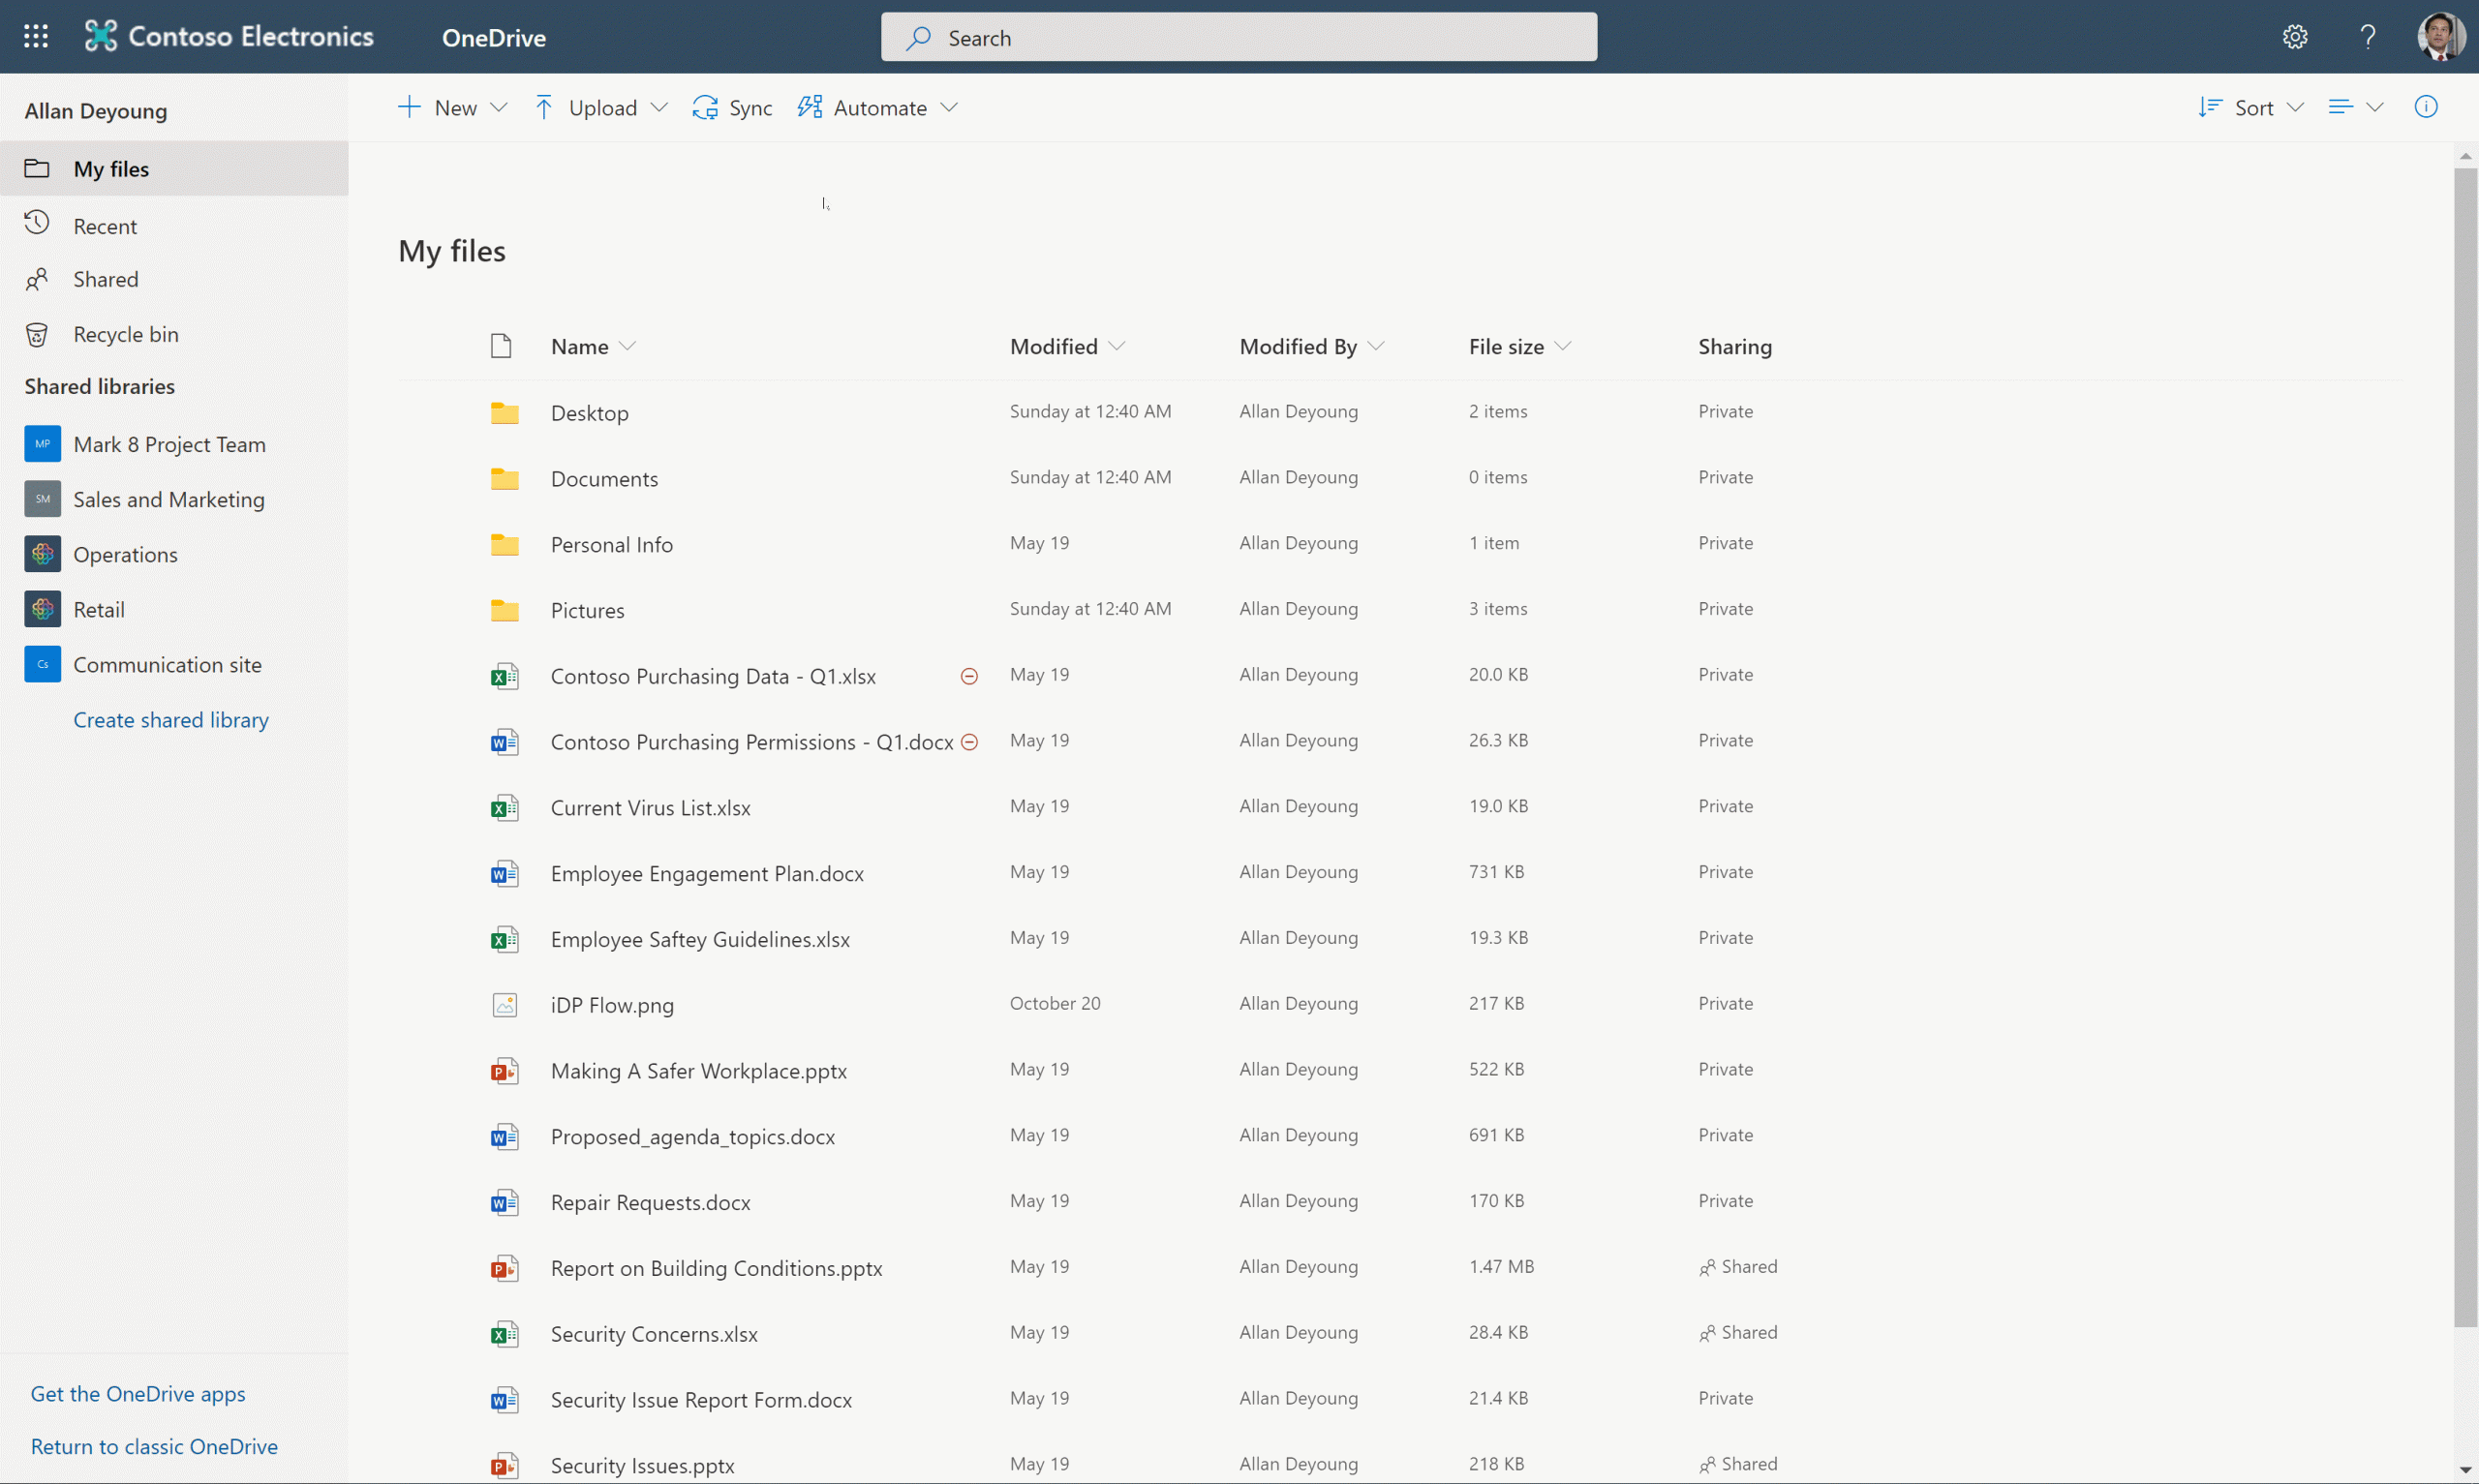 Contoso Electronics OneDrive Search
Allan Deyoung
New Upload Sync Automate Sort
My files
Recent
Shared
Recycle bin
Shared libraries
MP Mark 8 Project Team
SM Sales and Marketing
Operations
Retail
Cs Communication site
Create shared library
Get the OneDrive apps
Return to classic OneDrive
My files
Name Modified Modified By File size Sharing
Desktop Sunday at 12:40 AM Allan Deyoung 2 items Private
Documents Sunday at 12:40 AM Allan Deyoung 0 items Private
Personal Info May 19 Allan Deyoung 1 item Private
Pictures Sunday at 12:40 AM Allan Deyoung 3 items Private
Contoso Purchasing Data - Q1.xlsx May 19 Allan Deyoung 20.0 KB Private
Contoso Purchasing Permissions - Q1.docx May 19 Allan Deyoung 26.3 KB Private
Current Virus List.xlsx May 19 Allan Deyoung 19.0 KB Private
Employee Engagement Plan.docx May 19 Allan Deyoung 731 KB Private
Employee Saftey Guidelines.xlsx May 19 Allan Deyoung 19.3 KB Private
iDP Flow.png October 20 Allan Deyoung 217 KB Private
Making A Safer Workplace.pptx May 19 Allan Deyoung 522 KB Private
Proposed_agenda_topics.docx May 19 Allan Deyoung 691 KB Private
Repair Requests.docx May 19 Allan Deyoung 170 KB Private
Report on Building Conditions.pptx May 19 Allan Deyoung 1.47 MB Shared
Security Concerns.xlsx May 19 Allan Deyoung 28.4 KB Shared
Security Issue Report Form.docx May 19 Allan Deyoung 21.4 KB Private
Security Issues.pptx May 19 Allan Deyoung 218 KB Shared